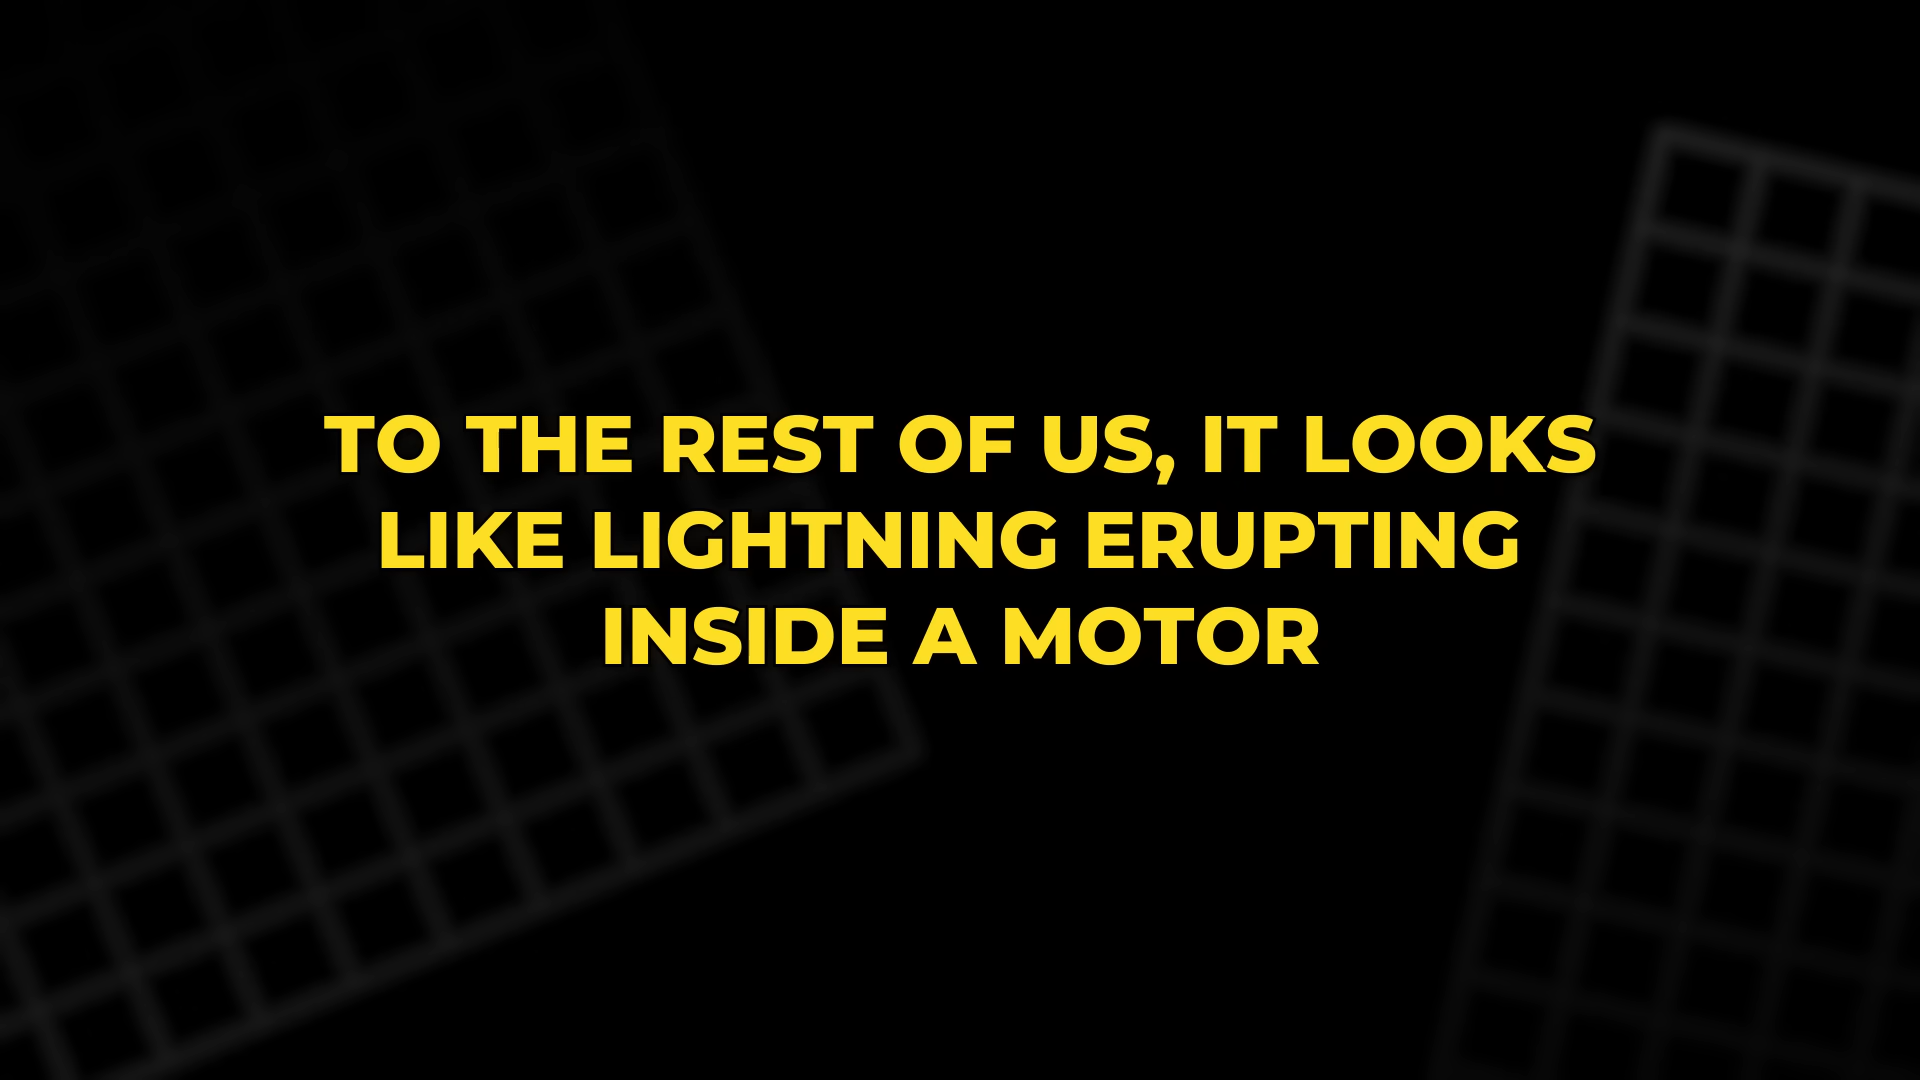 TO THE REST OF US, IT LOOKS
LIKE LIGHTNING ERUPTING
INSIDE A MOTOR